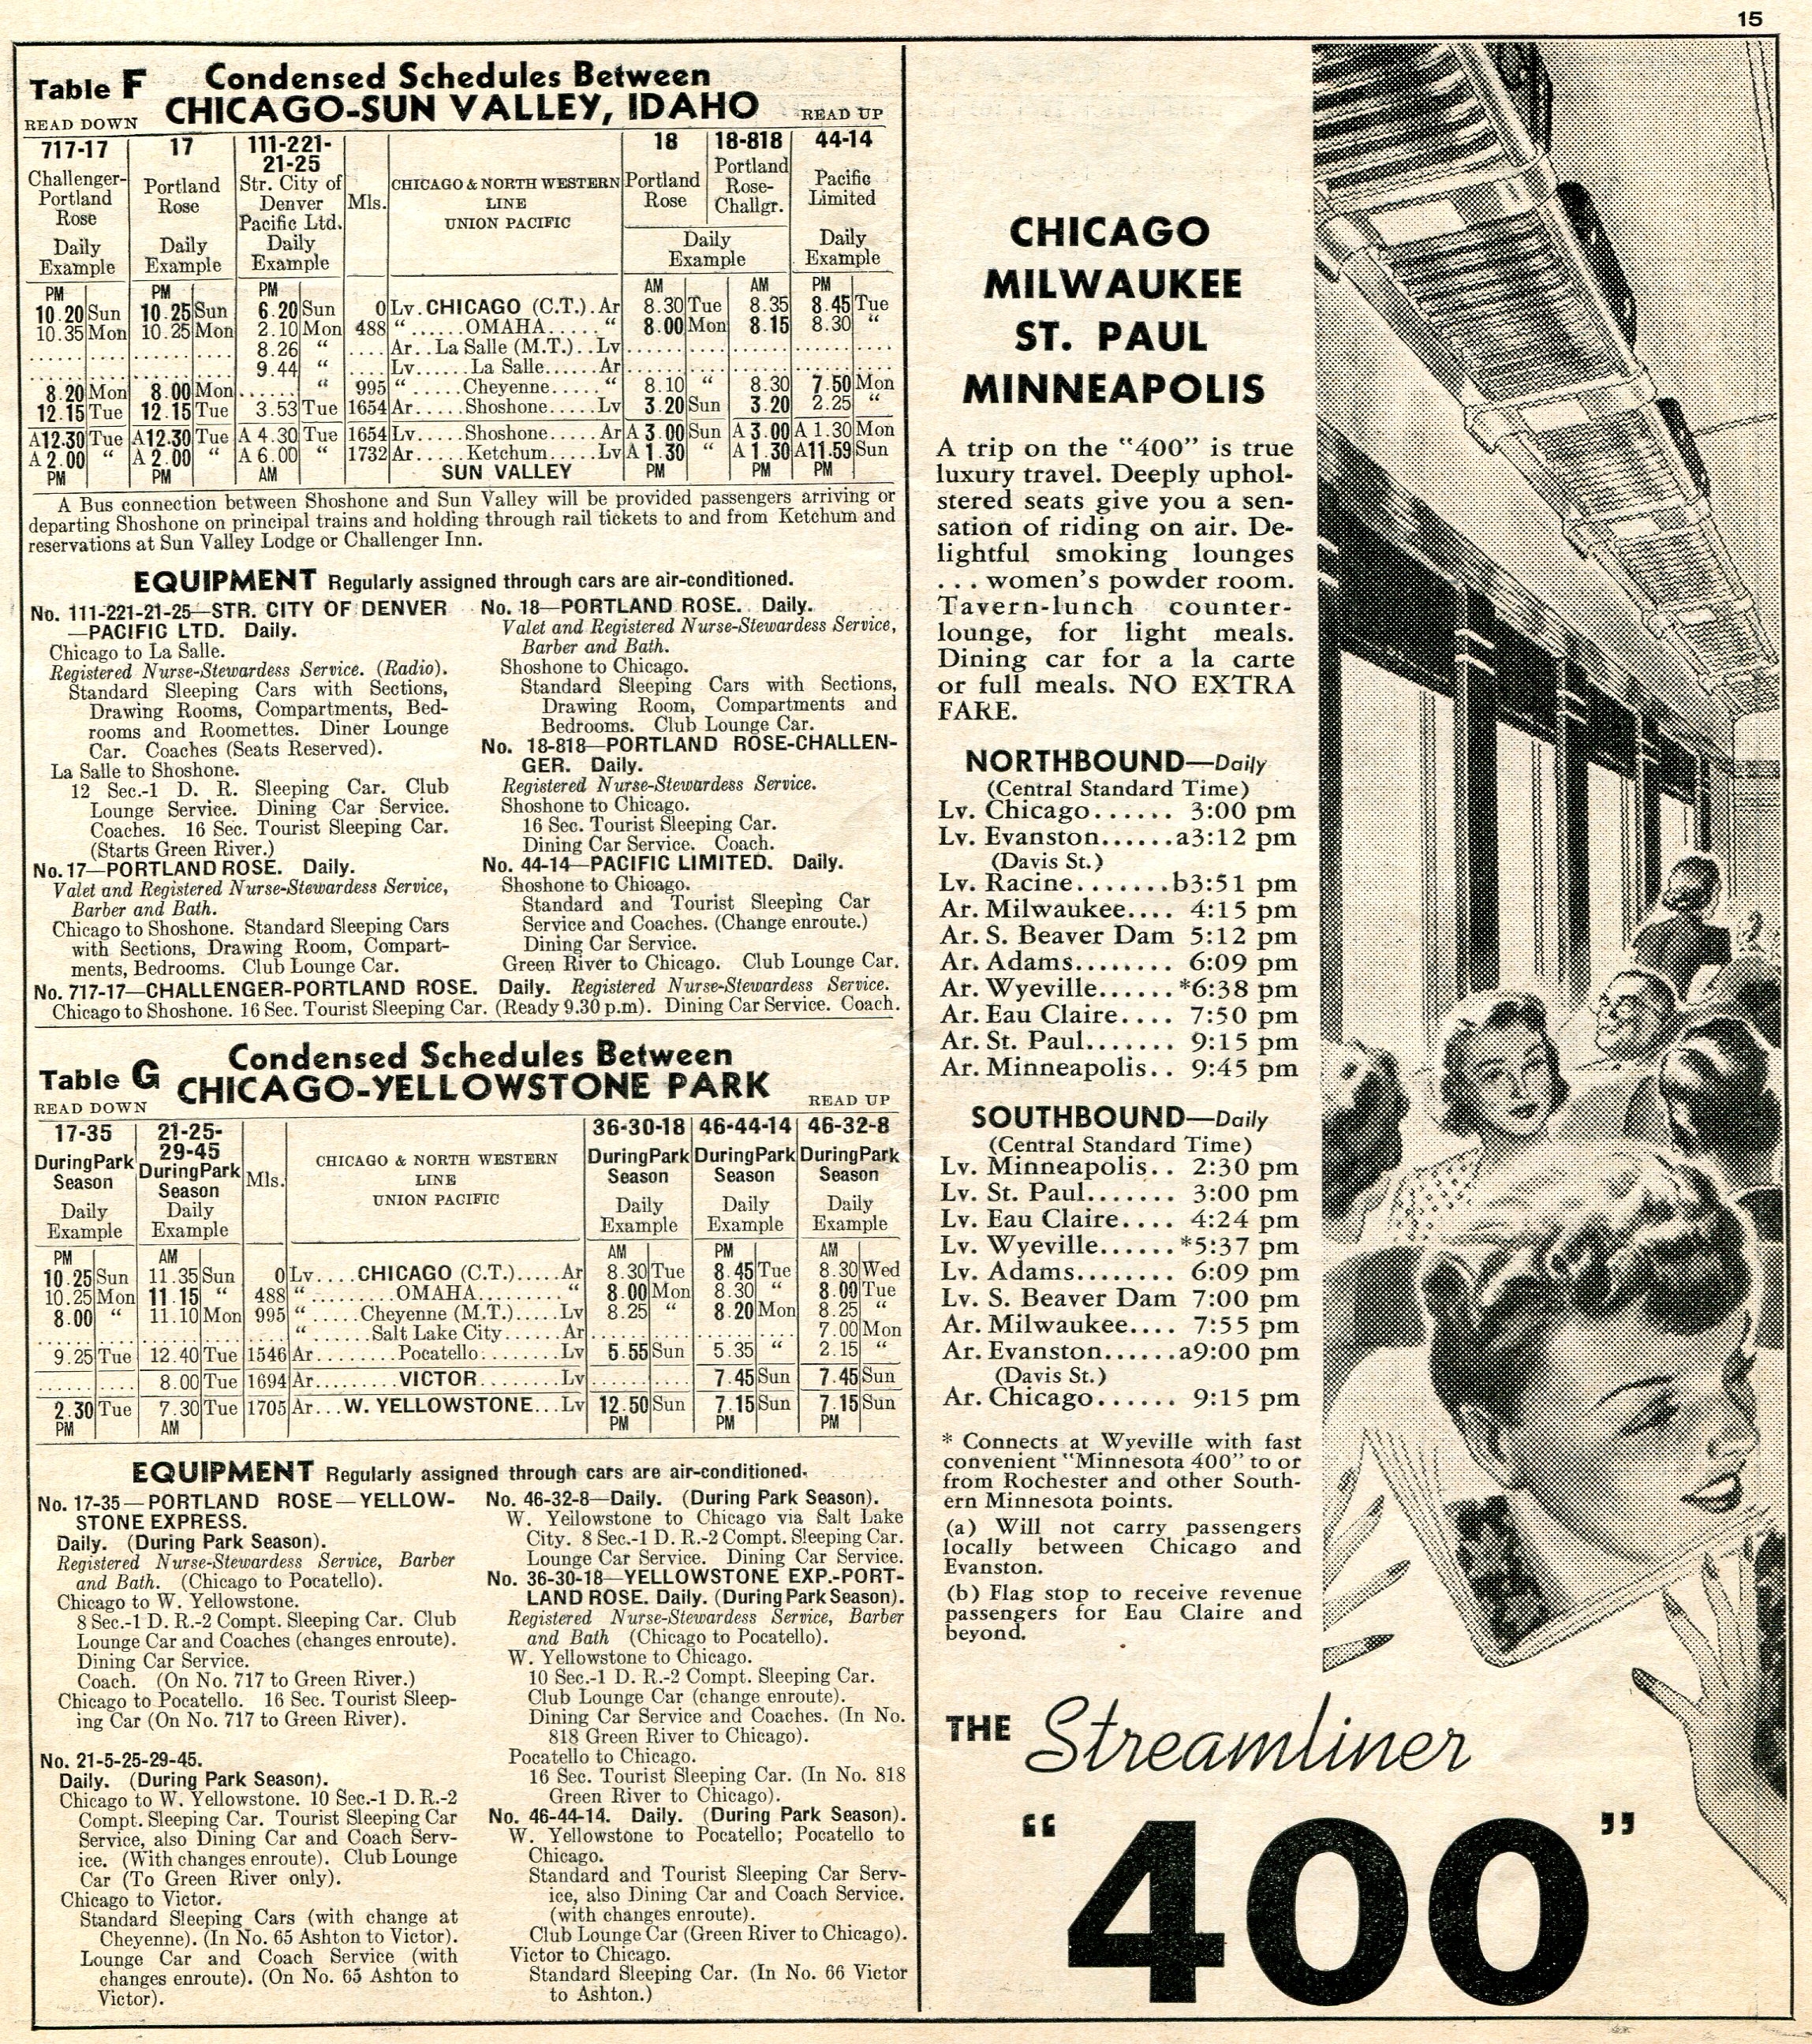 15
Table F
Condensed Schedules Between
CHICAGO-SUN VALLEY, IDAHO
READ DOWN
READ UP
717-17 | 17 | 111-221-21-25 | Mls. | CHICAGO & NORTH WESTERN LINE UNION PACIFIC | 18 | 18-818 | 44-14
Challenger-Portland Rose | Portland Rose | Str. City of Denver Pacific Ltd. | Portland Rose | Portland Rose-Challgr. | Pacific Limited
Daily Example | Daily Example | Daily Example | Daily Example | Daily Example
PM | PM | PM | AM | AM | PM
10.20 Sun | 10.25 Sun | 6.20 Sun | 0 | Lv. CHICAGO (C.T.). Ar | 8.30 Tue | 8.35 | 8.45 Tue
10.35 Mon | 10.25 Mon | 2.10 Mon | 488 | “ ......OMAHA..... “ | 8.00 Mon | 8.15 | 8.30 “
........ | ........ | 8.26 “ | .... | Ar..La Salle (M.T.)..Lv | ........ | .... | ........
........ | ........ | 9.44 “ | .... | Lv......La Salle......Ar | ........ | .... | ........
8.20 Mon | 8.00 Mon | ...... “ | 995 | “ ......Cheyenne..... “ | 8.10 “ | 8.30 | 7.50 Mon
12.15 Tue | 12.15 Tue | 3.53 Tue | 1654 | Ar.....Shoshone.....Lv | 3.20 Sun | 3.20 | 2.25 “
A12.30 Tue | A12.30 Tue | A 4.30 Tue | 1654 | Lv.....Shoshone.....Ar | A 3.00 Sun | A 3.00 | A 1.30 Mon
A 2.00 “ | A 2.00 “ | A 6.00 “ | 1732 | Ar.....Ketchum.....Lv | A 1.30 “ | A 1.30 | A11.59 Sun
PM | PM | AM | SUN VALLEY | PM | PM | PM
A Bus connection between Shoshone and Sun Valley will be provided passengers arriving or
departing Shoshone on principal trains and holding through rail tickets to and from Ketchum and
reservations at Sun Valley Lodge or Challenger Inn.
EQUIPMENT Regularly assigned through cars are air-conditioned.
No. 111-221-21-25—STR. CITY OF DENVER
—PACIFIC LTD. Daily.
Chicago to La Salle.
Registered Nurse-Stewardess Service. (Radio).
Standard Sleeping Cars with Sections,
Drawing Rooms, Compartments, Bed-
rooms and Roomettes. Diner Lounge
Car. Coaches (Seats Reserved).
La Salle to Shoshone.
12 Sec.-1 D. R. Sleeping Car. Club
Lounge Service. Dining Car Service.
Coaches. 16 Sec. Tourist Sleeping Car.
(Starts Green River.)
No. 17—PORTLAND ROSE. Daily.
Valet and Registered Nurse-Stewardess Service,
Barber and Bath.
Chicago to Shoshone. Standard Sleeping Cars
with Sections, Drawing Room, Compart-
ments, Bedrooms. Club Lounge Car.
No. 18—PORTLAND ROSE. Daily.
Valet and Registered Nurse-Stewardess Service,
Barber and Bath.
Shoshone to Chicago.
Standard Sleeping Cars with Sections,
Drawing Room, Compartments and
Bedrooms. Club Lounge Car.
No. 18-818—PORTLAND ROSE-CHALLEN-
GER. Daily.
Registered Nurse-Stewardess Service.
Shoshone to Chicago.
16 Sec. Tourist Sleeping Car.
Dining Car Service. Coach.
No. 44-14—PACIFIC LIMITED. Daily.
Shoshone to Chicago.
Standard and Tourist Sleeping Car
Service and Coaches. (Change enroute.)
Dining Car Service.
Green River to Chicago. Club Lounge Car.
No. 717-17—CHALLENGER-PORTLAND ROSE. Daily. Registered Nurse-Stewardess Service.
Chicago to Shoshone. 16 Sec. Tourist Sleeping Car. (Ready 9.30 p.m). Dining Car Service. Coach.
Table G
Condensed Schedules Between
CHICAGO-YELLOWSTONE PARK
READ DOWN
READ UP
17-35 | 21-25-29-45 | Mls. | CHICAGO & NORTH WESTERN LINE UNION PACIFIC | 36-30-18 | 46-44-14 | 46-32-8
During Park Season | During Park Season | During Park Season | During Park Season | During Park Season
Daily Example | Daily Example | Daily Example | Daily Example | Daily Example
PM | AM | AM | PM | AM
10.25 Sun | 11.35 Sun | 0 | Lv....CHICAGO (C.T.).....Ar | 8.30 Tue | 8.45 Tue | 8.30 Wed
10.25 Mon | 11.15 “ | 488 | “ .........OMAHA......... “ | 8.00 Mon | 8.30 “ | 8.00 Tue
8.00 “ | 11.10 Mon | 995 | “ .....Cheyenne (M.T.).....Lv | 8.25 “ | 8.20 Mon | 8.25 “
........ | ........ | .... | “ ......Salt Lake City......Ar | ........ | ........ | 7.00 Mon
9.25 Tue | 12.40 Tue | 1546 | Ar........Pocatello........Lv | 5.55 Sun | 5.35 “ | 2.15 “
........ | 8.00 Tue | 1694 | Ar........VICTOR........Lv | ........ | 7.45 Sun | 7.45 Sun
2.30 Tue | 7.30 Tue | 1705 | Ar...W. YELLOWSTONE...Lv | 12.50 Sun | 7.15 Sun | 7.15 Sun
PM | AM | PM | PM | PM
EQUIPMENT Regularly assigned through cars are air-conditioned.
No. 17-35—PORTLAND ROSE—YELLOW-
STONE EXPRESS.
Daily. (During Park Season).
Registered Nurse-Stewardess Service, Barber
and Bath. (Chicago to Pocatello).
Chicago to W. Yellowstone.
8 Sec.-1 D. R.-2 Compt. Sleeping Car. Club
Lounge Car and Coaches (changes enroute).
Dining Car Service.
Coach. (On No. 717 to Green River.)
Chicago to Pocatello. 16 Sec. Tourist Sleep-
ing Car (On No. 717 to Green River).
No. 21-5-25-29-45.
Daily. (During Park Season).
Chicago to W. Yellowstone. 10 Sec.-1 D. R.-2
Compt. Sleeping Car. Tourist Sleeping Car
Service, also Dining Car and Coach Serv-
ice. (With changes enroute). Club Lounge
Car (To Green River only).
Chicago to Victor.
Standard Sleeping Cars (with change at
Cheyenne). (In No. 65 Ashton to Victor).
Lounge Car and Coach Service (with
changes enroute). (On No. 65 Ashton to
Victor).
No. 46-32-8—Daily. (During Park Season).
W. Yeilowstone to Chicago via Salt Lake
City. 8 Sec.-1 D. R.-2 Compt. Sleeping Car.
Lounge Car Service. Dining Car Service.
No. 36-30-18—YELLOWSTONE EXP.-PORT-
LAND ROSE. Daily. (During Park Season).
Registered Nurse-Stewardess Service, Barber
and Bath (Chicago to Pocatello).
W. Yellowstone to Chicago.
10 Sec.-1 D. R.-2 Compt. Sleeping Car.
Club Lounge Car (change enroute).
Dining Car Service and Coaches. (In No.
818 Green River to Chicago).
Pocatello to Chicago.
16 Sec. Tourist Sleeping Car. (In No. 818
Green River to Chicago).
No. 46-44-14. Daily. (During Park Season).
W. Yellowstone to Pocatello; Pocatello to
Chicago.
Standard and Tourist Sleeping Car Serv-
ice, also Dining Car and Coach Service.
(with changes enroute).
Club Lounge Car (Green River to Chicago).
Victor to Chicago.
Standard Sleeping Car. (In No. 66 Victor
to Ashton.)
CHICAGO
MILWAUKEE
ST. PAUL
MINNEAPOLIS
A trip on the “400” is true
luxury travel. Deeply uphol-
stered seats give you a sen-
sation of riding on air. De-
lightful smoking lounges
... women's powder room.
Tavern-lunch counter-
lounge, for light meals.
Dining car for a la carte
or full meals. NO EXTRA
FARE.
NORTHBOUND—Daily
(Central Standard Time)
Lv. Chicago...... 3:00 pm
Lv. Evanston......a3:12 pm
(Davis St.)
Lv. Racine.......b3:51 pm
Ar. Milwaukee.... 4:15 pm
Ar. S. Beaver Dam 5:12 pm
Ar. Adams........ 6:09 pm
Ar. Wyeville......*6:38 pm
Ar. Eau Claire.... 7:50 pm
Ar. St. Paul....... 9:15 pm
Ar. Minneapolis.. 9:45 pm
SOUTHBOUND—Daily
(Central Standard Time)
Lv. Minneapolis.. 2:30 pm
Lv. St. Paul....... 3:00 pm
Lv. Eau Claire.... 4:24 pm
Lv. Wyeville......*5:37 pm
Lv. Adams........ 6:09 pm
Lv. S. Beaver Dam 7:00 pm
Ar. Milwaukee.... 7:55 pm
Ar. Evanston......a9:00 pm
(Davis St.)
Ar. Chicago...... 9:15 pm
* Connects at Wyeville with fast
convenient “Minnesota 400” to or
from Rochester and other South-
ern Minnesota points.
(a) Will not carry passengers
locally between Chicago and
Evanston.
(b) Flag stop to receive revenue
passengers for Eau Claire and
beyond.
THE Streamliner
“400”